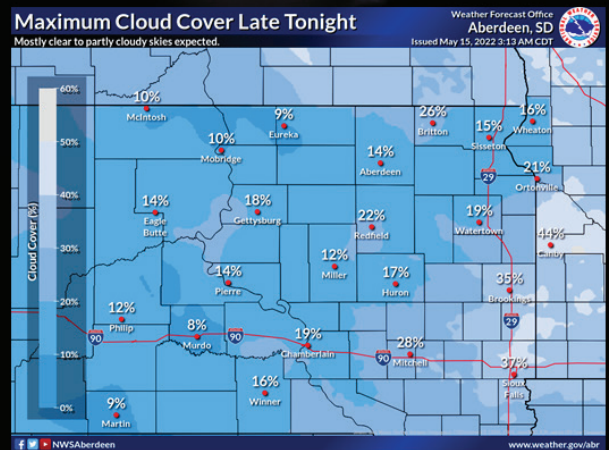 Maximum Cloud Cover Late Tonight
Mostly clear to partly cloudy skies expected.
Weather Forecast Office
Aberdeen, SD
Issued May 15, 2022 3:13 AM CDT
60%
50%
40%
30%
20%
10%
0%
Cloud Cover(%)
10%
McIntosh
9%
Eureka
26%
Britton
15%
Sisseton
16%
Wheaton
10%
Mobridge
14%
Aberdeen
29
21%
Ortonville
14%
Eagle
Butte
18%
Gettysburg
22%
Redfield
19%
Watertown
44%
Canby
12%
Miller
14%
Pierre
17%
Huron
35%
Brookings
12%
Philip
90
8%
Murdo
90
19%
Chamberlain
90
28%
Mitchell
29
37%
Sioux
Falls
9%
Martin
16%
Winner
NWSAberdeen
www.weather.gov/abr